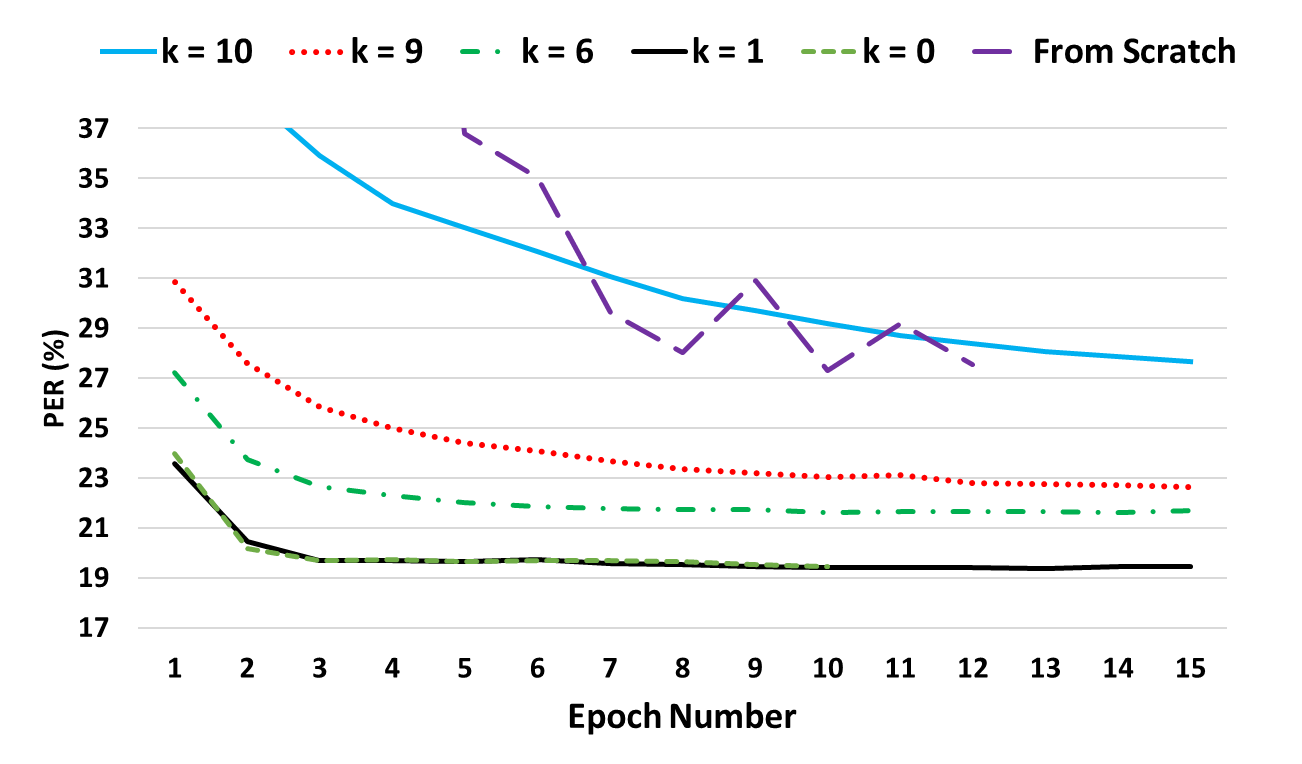 k = 10 k = 9 k = 6 k = 1 k = 0 From Scratch
37
35
33
31
29
27
25
23
21
19
17
PER (%)
1 2 3 4 5 6 7 8 9 10 11 12 13 14 15
Epoch Number